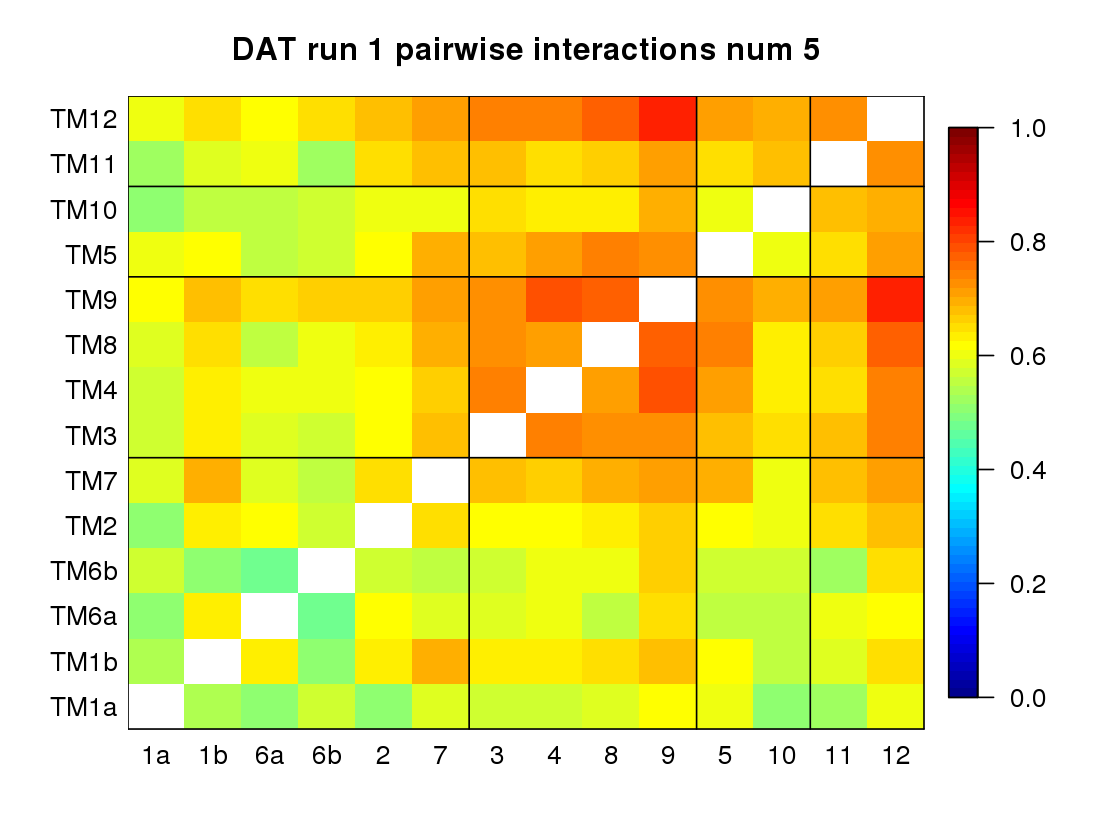 DAT run 1 pairwise interactions num 5
TM12
TM11
TM10
TM5
TM9
TM8
TM4
TM3
TM7
TM2
TM6b
TM6a
TM1b
TM1a
1a 1b 6a 6b 2 7 3 4 8 9 5 10 11 12
1.0
0.8
0.6
0.4
0.2
0.0